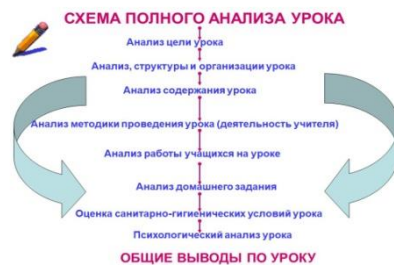 СХЕМА ПОЛНОГО АНАЛИЗА УРОКА
Анализ цели урока
Анализ, структуры и организации урока
Анализ содержания урока
Анализ методики проведения урока (деятельность учителя)
Анализ работы учащихся на уроке
Анализ домашнего задания
Оценка санитарно-гигиенических условий урока
Психологический анализ урока
ОБЩИЕ ВЫВОДЫ ПО УРОКУ